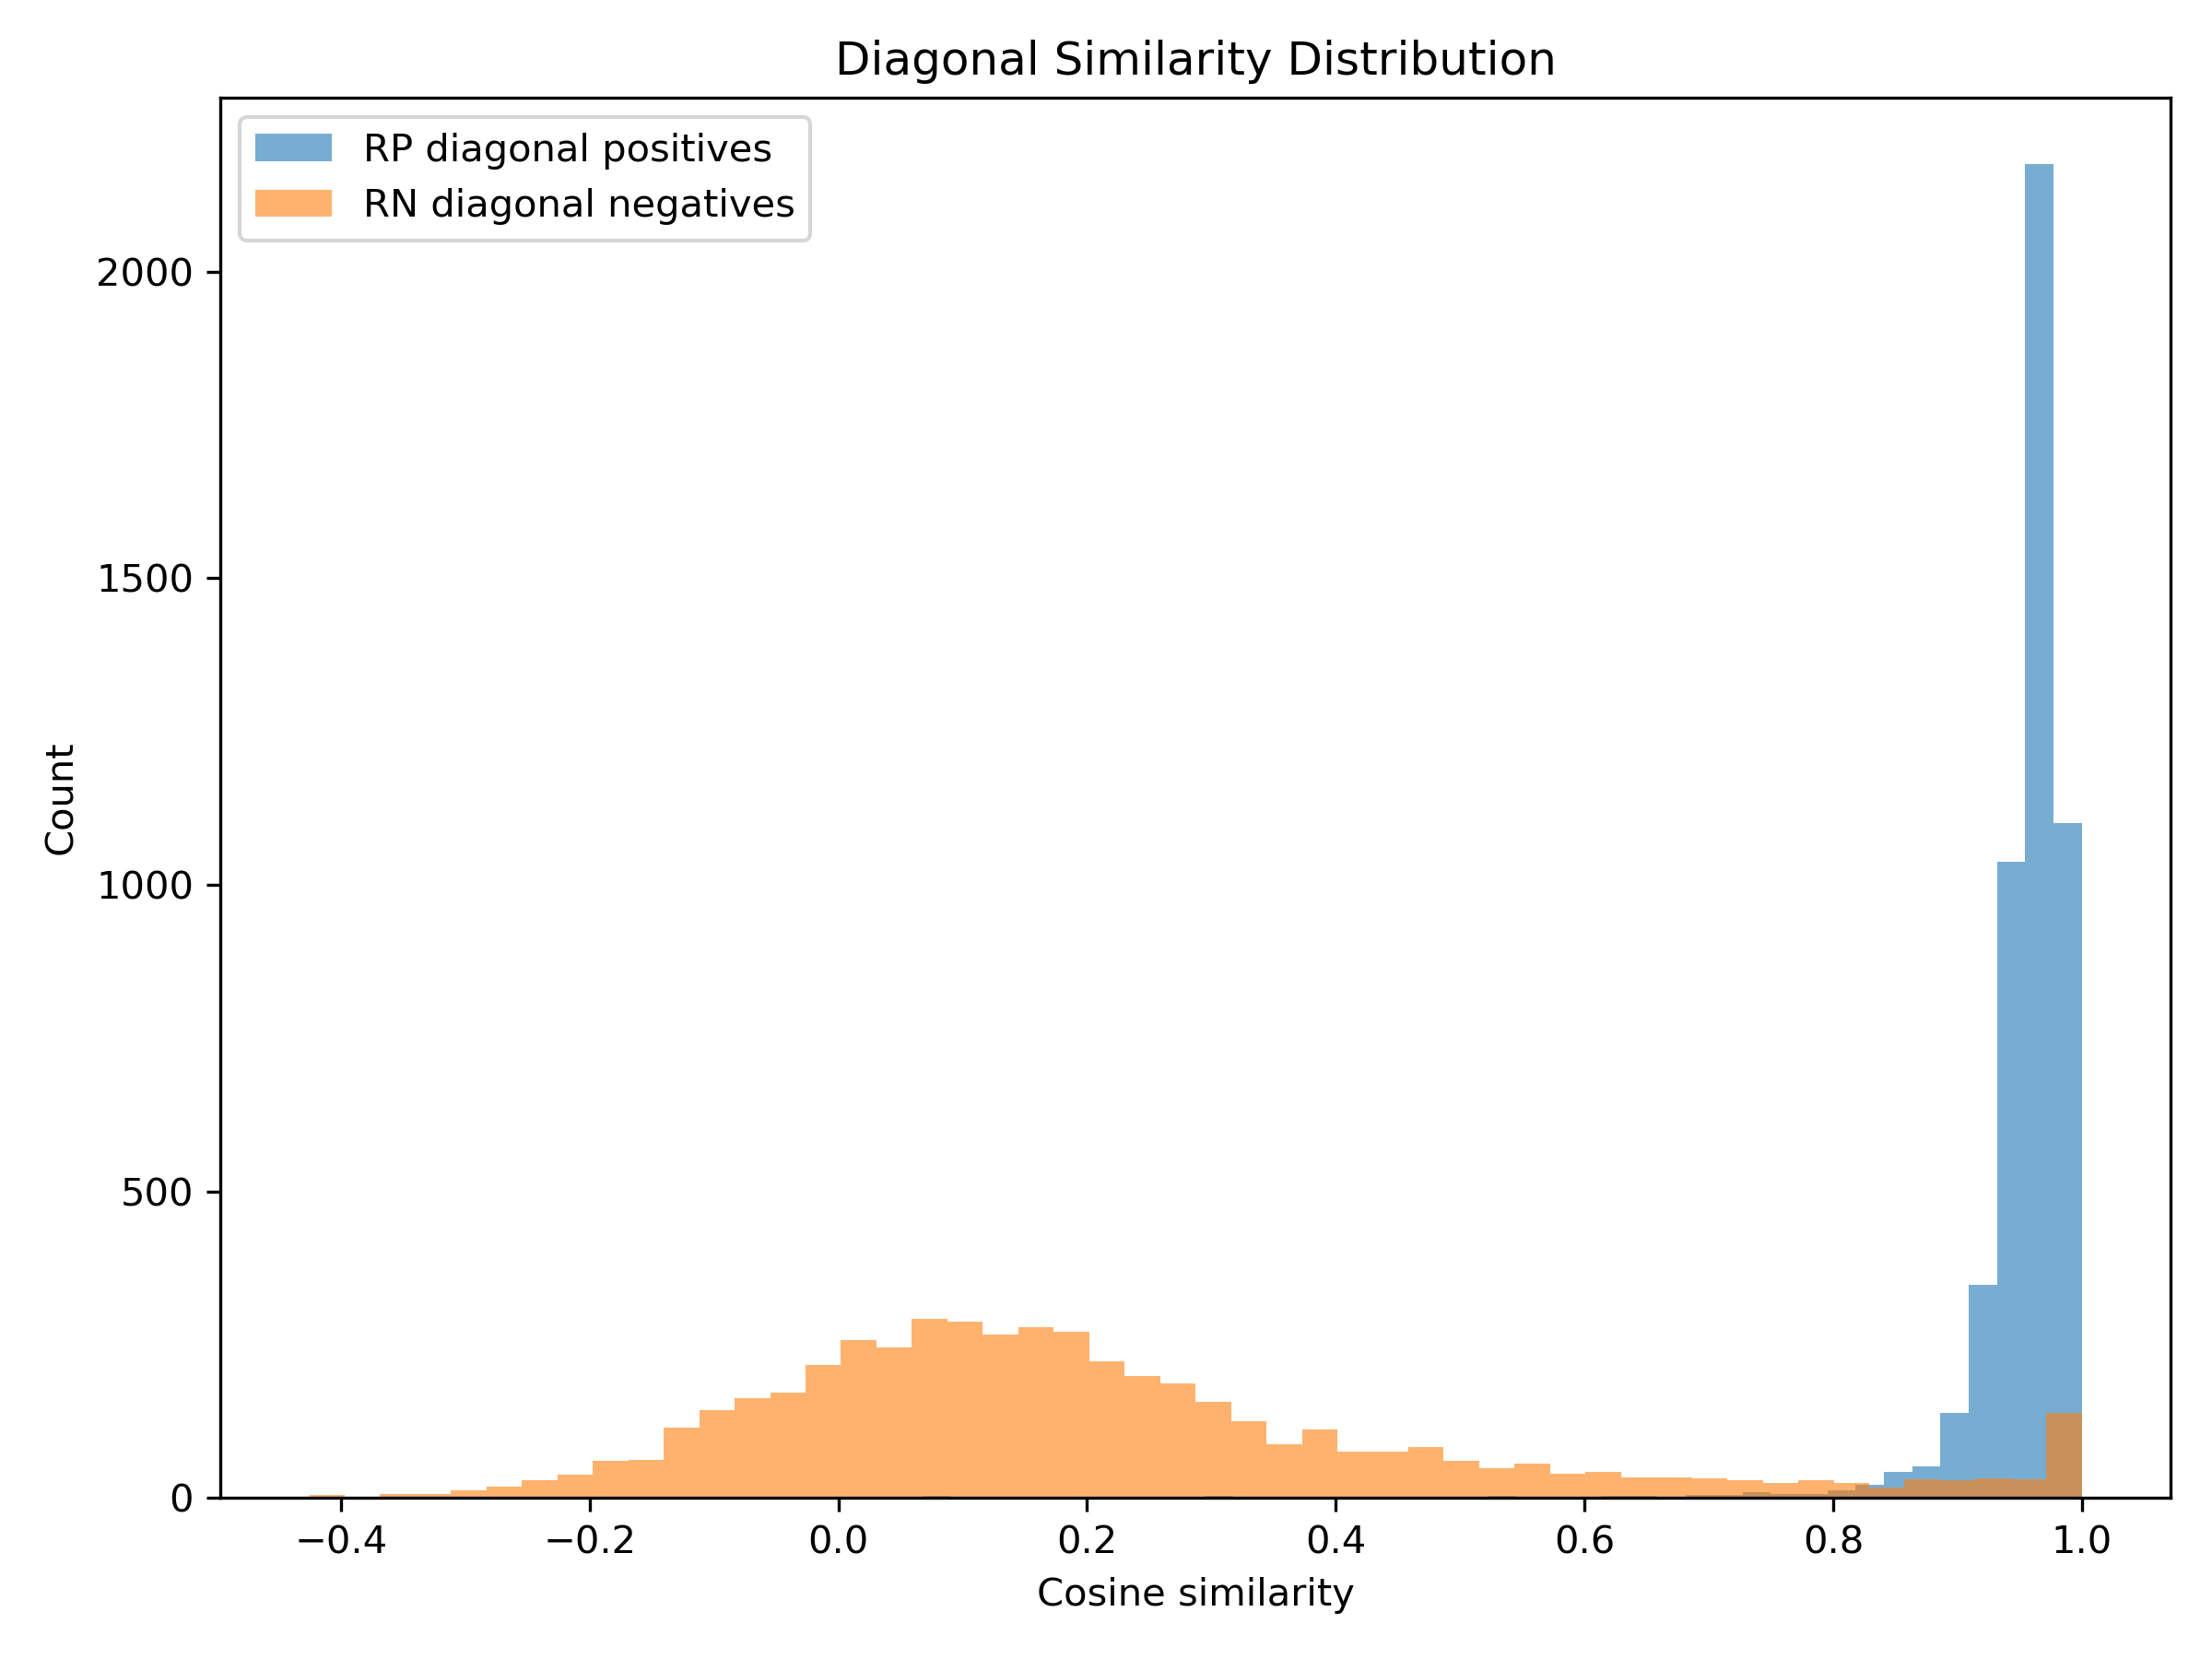 Diagonal Similarity Distribution
RP diagonal positives
RN diagonal negatives
2000
1500
1000
500
0
Count
−0.4 −0.2 0.0 0.2 0.4 0.6 0.8 1.0
Cosine similarity